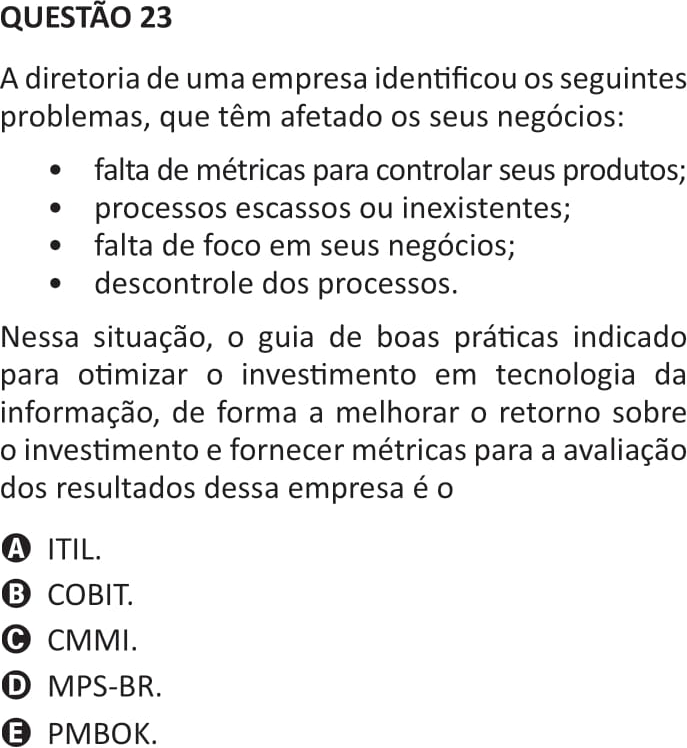 QUESTÃO 23
A diretoria de uma empresa identificou os seguintes
problemas, que têm afetado os seus negócios:
• falta de métricas para controlar seus produtos;
• processos escassos ou inexistentes;
• falta de foco em seus negócios;
• descontrole dos processos.
Nessa situação, o guia de boas práticas indicado
para otimizar o investimento em tecnologia da
informação, de forma a melhorar o retorno sobre
o investimento e fornecer métricas para a avaliação
dos resultados dessa empresa é o
A ITIL.
B COBIT.
C CMMI.
D MPS-BR.
E PMBOK.